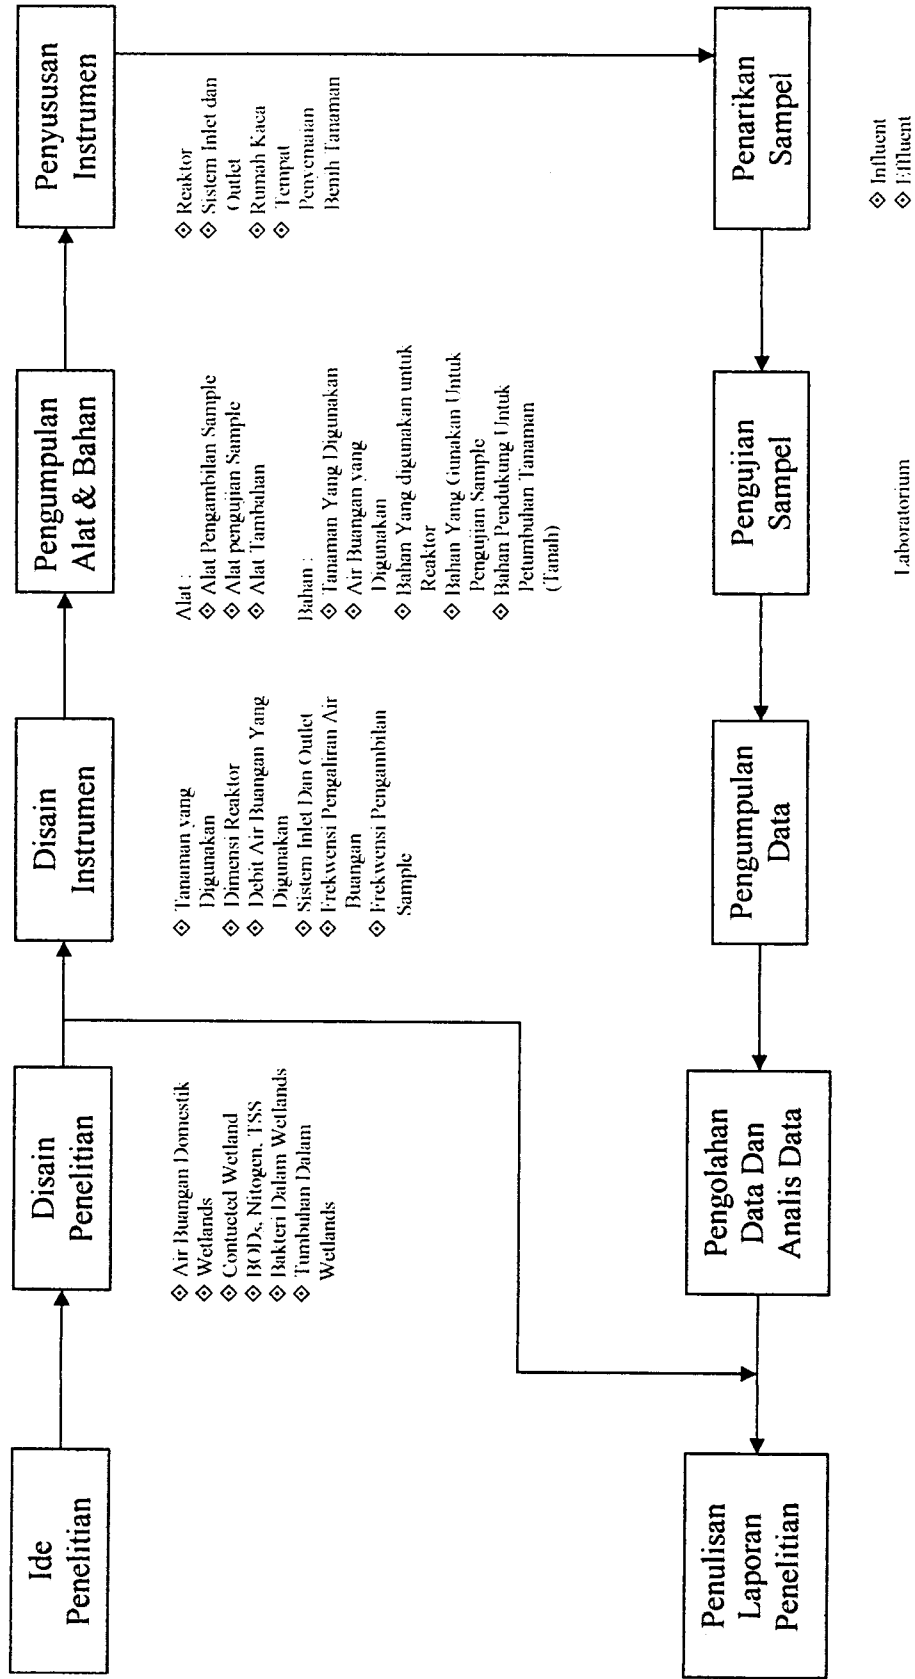 Ide
Penelitian
Disain
Penelitian
◈ Air Buangan Domestik
◈ Wetlands
◈ Contucted Wetland
◈ BOD₅, Nitogen, TSS
◈ Bakteri Dalam Wetlands
◈ Tumbuhan Dalam
Wetlands
Disain
Instrumen
◈ Tanaman yang
Digunakan
◈ Dimensi Reaktor
◈ Debit Air Buangan Yang
Digunakan
◈ Sistem Inlet Dan Outlet
◈ Frekwensi Pengaliran Air
Buangan
◈ Frekwensi Pengambilan
Sample
Pengumpulan
Alat & Bahan
Alat :
◈ Alat Pengambilan Sample
◈ Alat pengujian Sample
◈ Alat Tambahan
Bahan :
◈ Tanaman Yang Digunakan
◈ Air Buangan yang
Digunakan
◈ Bahan Yang digunakan untuk
Reaktor
◈ Bahan Yang Gunakan Untuk
Pengujian Sample
◈ Bahan Pendukung Untuk
Petumbuhan Tanaman
(Tanah)
Penyususan
Instrumen
◈ Reaktor
◈ Sistem Inlet dan
Outlet
◈ Rumah Kaca
◈ Tempat
Penyemaian
Benih Tanaman
Penarikan
Sampel
◈ Influent
◈ Effluent
Pengujian
Sampel
Laboratorium
Pengumpulan
Data
Pengolahan
Data Dan
Analis Data
Penulisan
Laporan
Penelitian